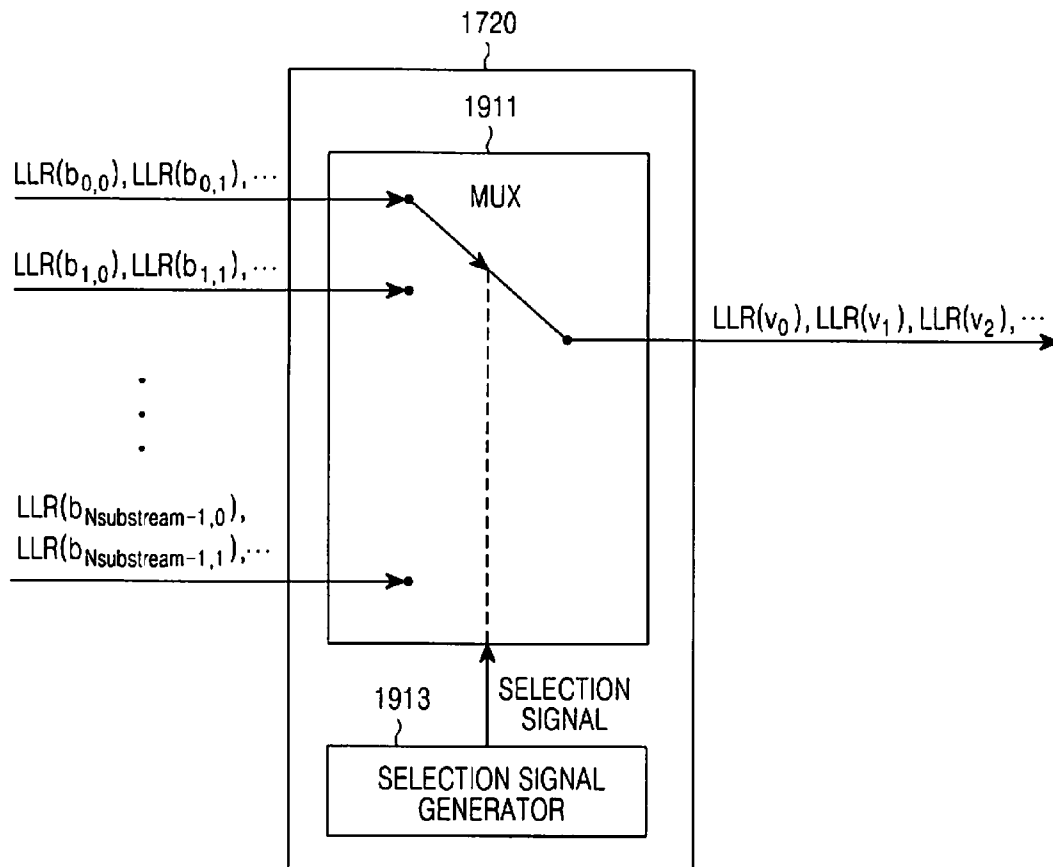 1720
1911
MUX
LLR(b0,0), LLR(b0,1), ···
LLR(b1,0), LLR(b1,1), ···
LLR(v0), LLR(v1), LLR(v2), ···
LLR(bNsubstream-1,0),
LLR(bNsubstream-1,1), ···
SELECTION
SIGNAL
1913
SELECTION SIGNAL
GENERATOR